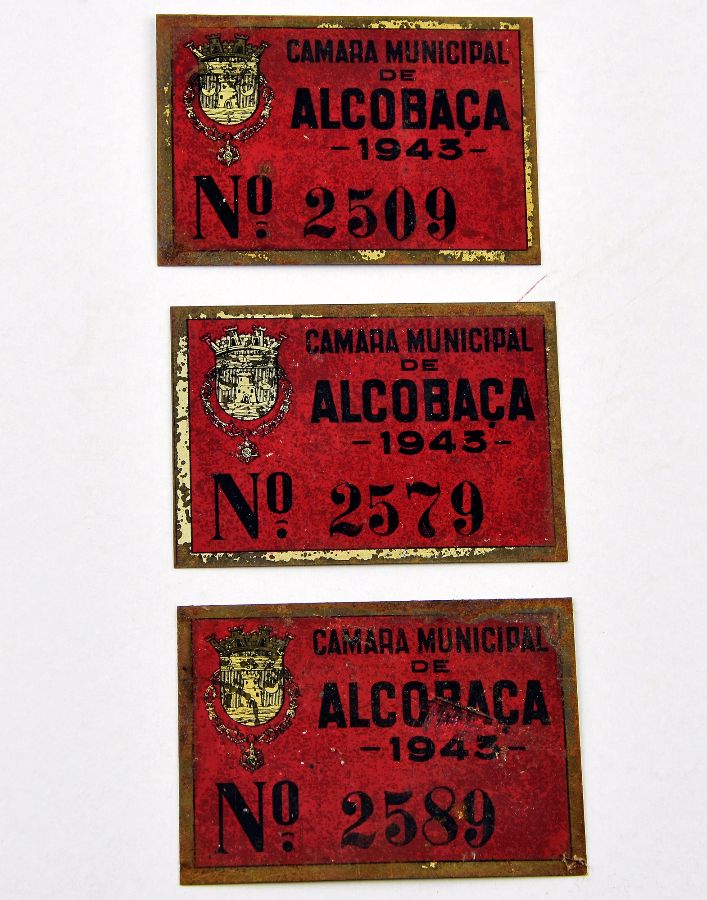 CAMARA MUNICIPAL
DE
ALCOBAÇA
-1943-
Nº 2509
CAMARA MUNICIPAL
DE
ALCOBAÇA
-1943-
Nº 2579
CAMARA MUNICIPAL
DE
ALCOBAÇA
-1943-
Nº 2589